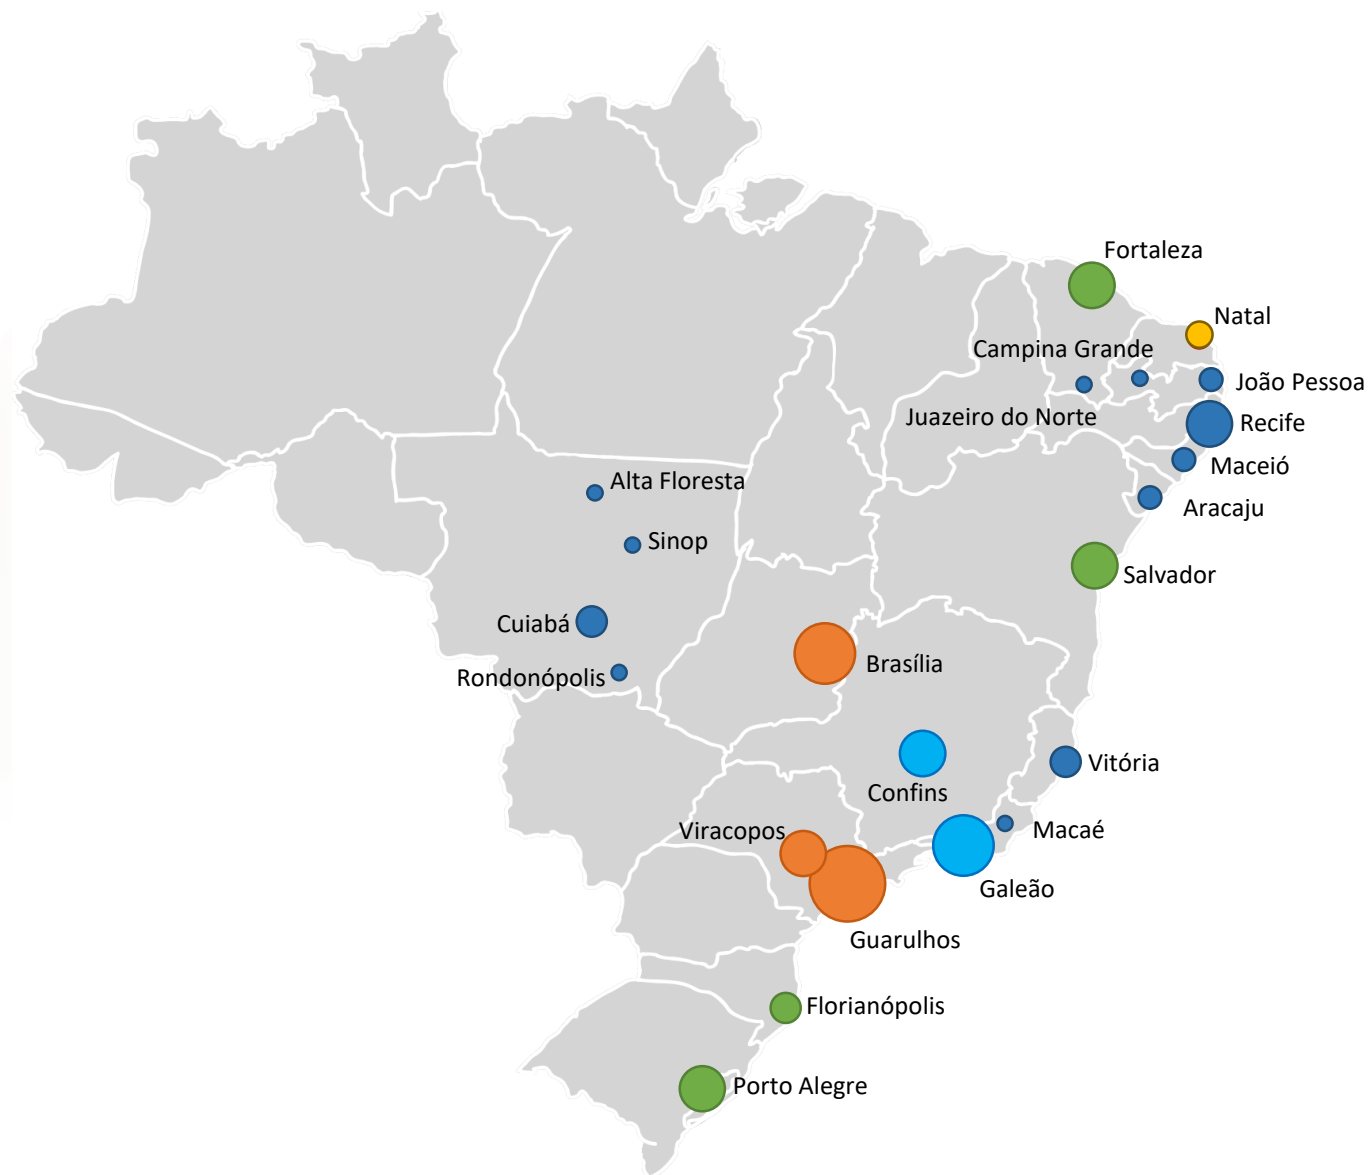 Fortaleza
Natal
Campina Grande
João Pessoa
Juazeiro do Norte
Recife
Maceió
Alta Floresta
Aracaju
Sinop
Salvador
Cuiabá
Brasília
Rondonópolis
Vitória
Confins
Viracopos
Macaé
Galeão
Guarulhos
Florianópolis
Porto Alegre